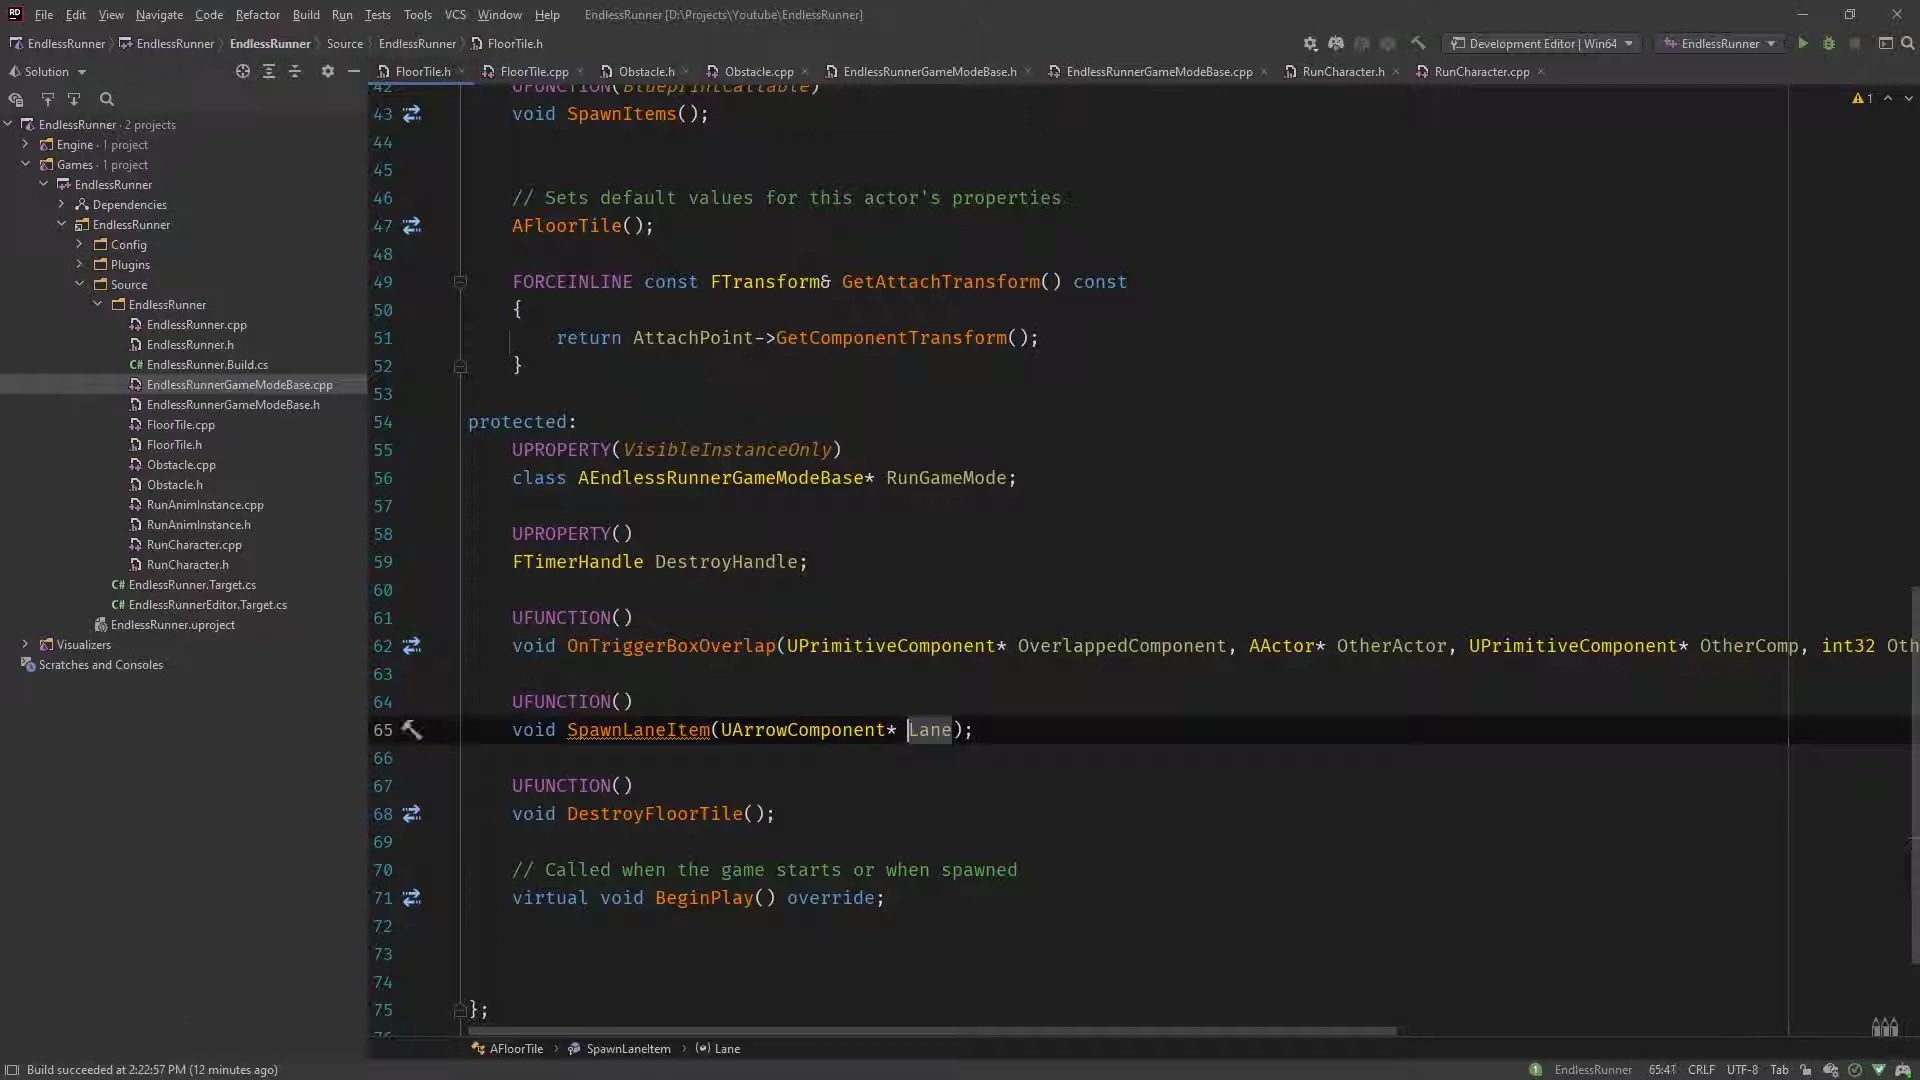 RD File Edit View Navigate Code Refactor Build Run Tests Tools VCS Window Help EndlessRunner [D:\Projects\Youtube\EndlessRunner]
EndlessRunner EndlessRunner EndlessRunner Source EndlessRunner FloorTile.h Development Editor | Win64 EndlessRunner
Solution FloorTile.h FloorTile.cpp Obstacle.h Obstacle.cpp EndlessRunnerGameModeBase.h EndlessRunnerGameModeBase.cpp RunCharacter.h RunCharacter.cpp
EndlessRunner · 2 projects
Engine · 1 project
Games · 1 project
EndlessRunner
Dependencies
EndlessRunner
Config
Plugins
Source
EndlessRunner
EndlessRunner.cpp
EndlessRunner.h
C# EndlessRunner.Build.cs
EndlessRunnerGameModeBase.cpp
EndlessRunnerGameModeBase.h
FloorTile.cpp
FloorTile.h
Obstacle.cpp
Obstacle.h
RunAnimInstance.cpp
RunAnimInstance.h
RunCharacter.cpp
RunCharacter.h
C# EndlessRunner.Target.cs
C# EndlessRunnerEditor.Target.cs
EndlessRunner.uproject
Visualizers
Scratches and Consoles
42 UFUNCTION(BlueprintCallable)
1
43 void SpawnItems();
44
45
46 // Sets default values for this actor's properties
47 AFloorTile();
48
49 FORCEINLINE const FTransform& GetAttachTransform() const
50 {
51 return AttachPoint->GetComponentTransform();
52 }
53
54 protected:
55 UPROPERTY(VisibleInstanceOnly)
56 class AEndlessRunnerGameModeBase* RunGameMode;
57
58 UPROPERTY()
59 FTimerHandle DestroyHandle;
60
61 UFUNCTION()
62 void OnTriggerBoxOverlap(UPrimitiveComponent* OverlappedComponent, AActor* OtherActor, UPrimitiveComponent* OtherComp, int32 Oth
63
64 UFUNCTION()
65 void SpawnLaneItem(UArrowComponent* Lane);
66
67 UFUNCTION()
68 void DestroyFloorTile();
69
70 // Called when the game starts or when spawned
71 virtual void BeginPlay() override;
72
73
74
75 };
76
AFloorTile SpawnLaneItem Lane
Build succeeded at 2:22:57 PM (12 minutes ago) 1 EndlessRunner 65:41 CRLF UTF-8 Tab